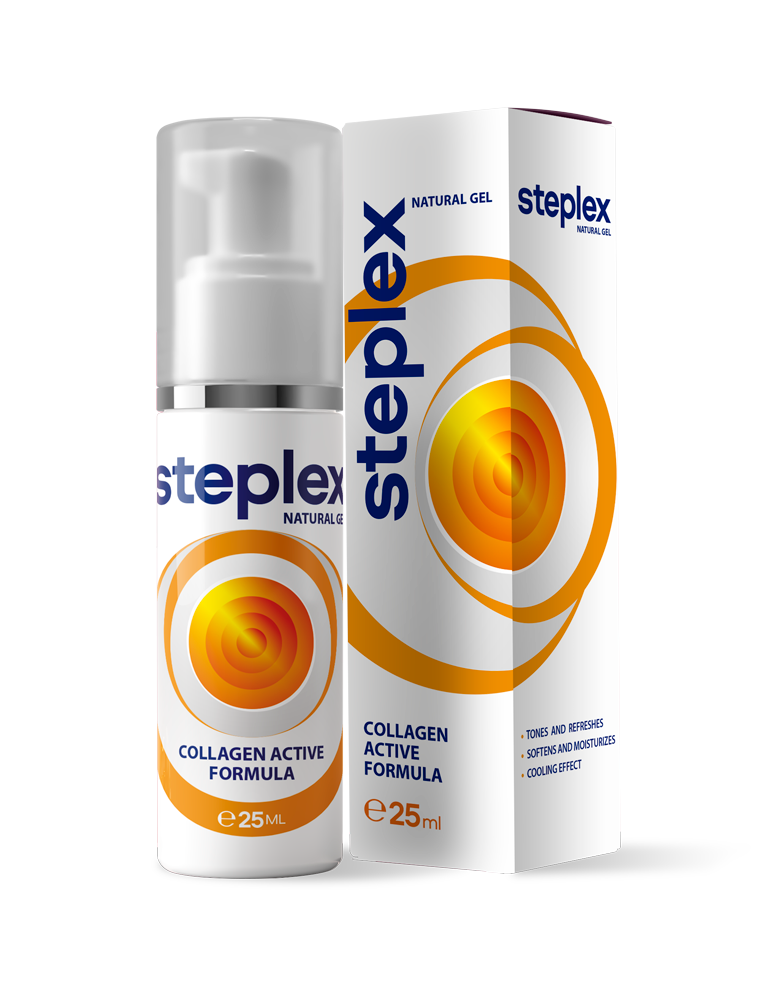 steplex
NATURAL GE
COLLAGEN ACTIVE
FORMULA
℮25ML
steplex
NATURAL GEL
COLLAGEN
ACTIVE
FORMULA
℮25ml
steplex
NATURAL GEL
• TONES AND REFRESHES
• SOFTENS AND MOISTURIZES
• COOLING EFFECT